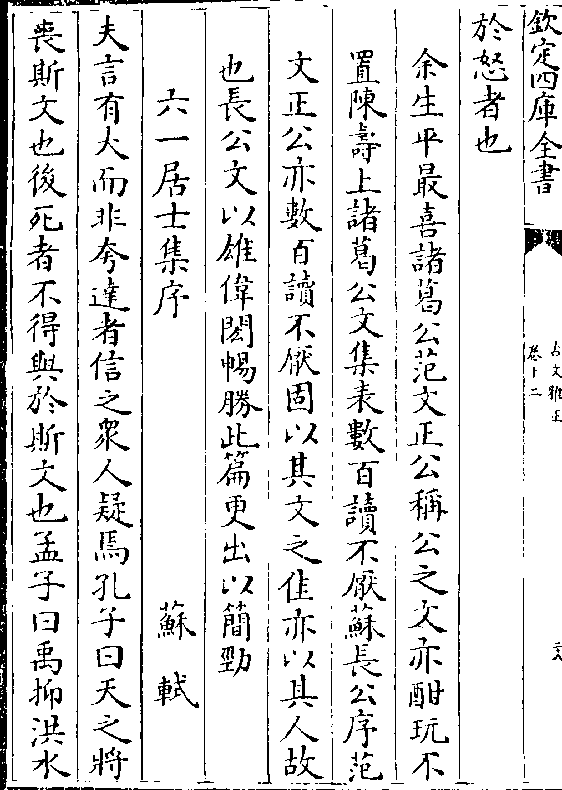 欽定四庫全書
古文雅正
卷十二
於怒者也
余生平最喜諸葛公范文正公稱公之文亦酣玩不
置陳壽上諸葛公文集表數百讀不厭蘇長公序范
文正公亦數百讀不厭固以其文之佳亦以其人故
也長公文以雄偉閎暢勝此篇更出以簡勁
六一居士集序
蘇軾
夫言有大而非夸達者信之衆人疑焉孔子曰天之將
喪斯文也後死者不得與於斯文也孟子曰禹抑洪水